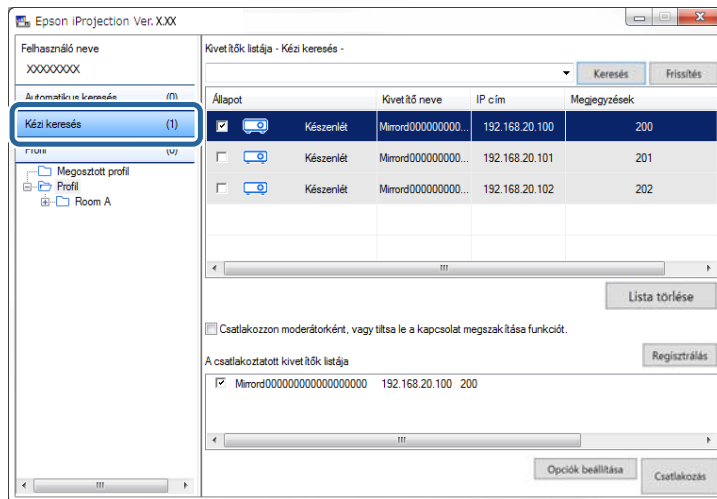 Epson iProjection Ver. X.XX
Felhasználó neve
XXXXXXXX
Automatikus keresés (0)
Kézi keresés (1)
Profil (0)
Megosztott profil
Profil
Room A
Kivetítők listája - Kézi keresés -
Keresés Frissítés
Állapot Kivetítő neve IP cím Megjegyzések
Készenlét Mirrord000000000... 192.168.20.100 200
Készenlét Mirrord000000000... 192.168.20.101 201
Készenlét Mirrord000000000... 192.168.20.102 202
Lista törlése
Csatlakozzon moderátorként, vagy tiltsa le a kapcsolat megszakítása funkciót.
Regisztrálás
A csatlakoztatott kivetítők listája
Mirrord000000000000000000 192.168.20.100 200
Opciók beállítása Csatlakozás